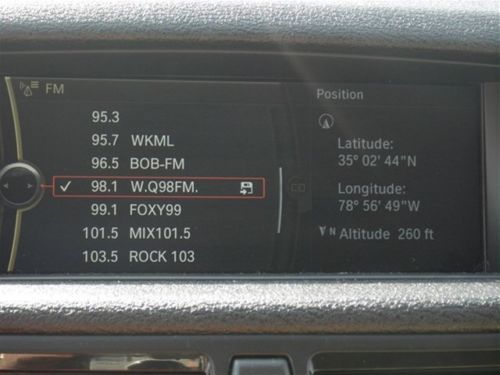 FM
95.3
95.7 WKML
96.5 BOB-FM
✓ 98.1 W.Q98FM.
99.1 FOXY99
101.5 MIX101.5
103.5 ROCK 103
Position
Latitude:
35° 02' 44"N
Longitude:
78° 56' 49"W
N Altitude 260 ft